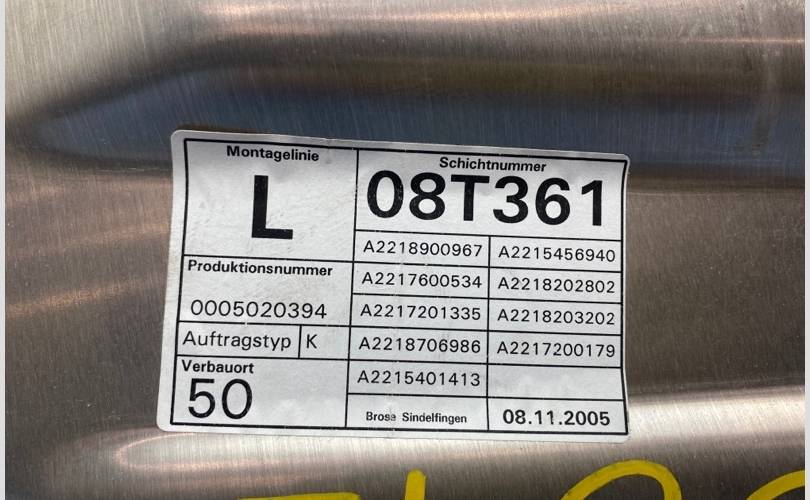 Montagelinie
L
Schichtnummer
08T361
Produktionsnummer
0005020394
Auftragstyp K
Verbauort
50
A2218900967 A2215456940
A2217600534 A2218202802
A2217201335 A2218203202
A2218706986 A2217200179
A2215401413
Brose Sindelfingen 08.11.2005